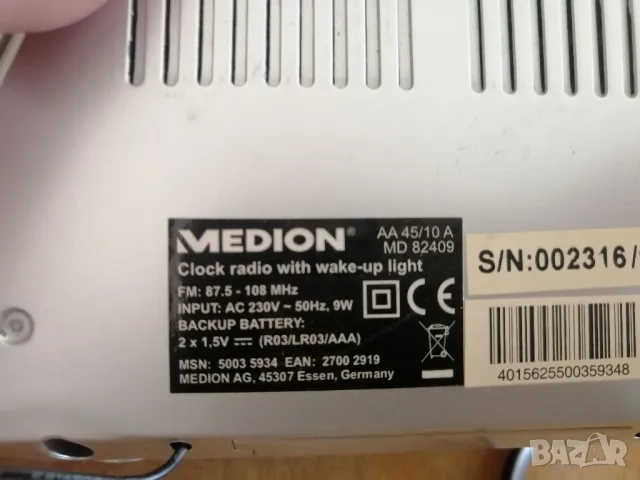 MEDION®
AA 45/10 A
MD 82409
Clock radio with wake-up light
FM: 87.5 - 108 MHz
INPUT: AC 230V ~ 50Hz, 9W
BACKUP BATTERY:
2 x 1,5V (R03/LR03/AAA)
MSN: 5003 5934 EAN: 2700 2919
MEDION AG, 45307 Essen, Germany
CE
S/N:002316/
4015625500359348
BAZAR